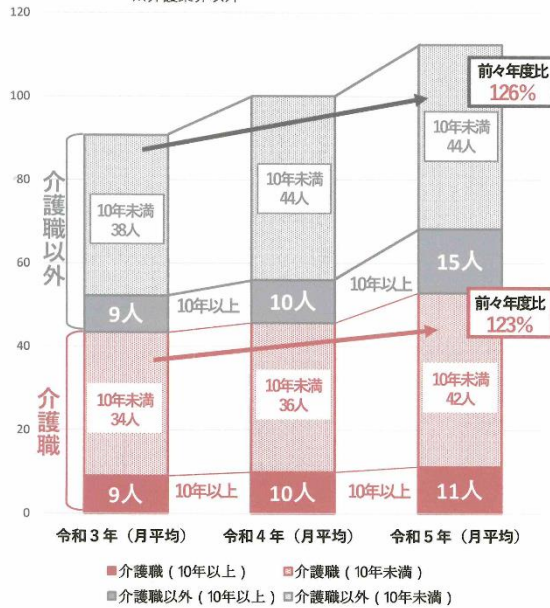 120
100
80
60
40
20
0
前々年度比
126%
10年未満
44人
10年未満
44人
10年未満
38人
介護職以外
15人
10人
9人
10年以上
10年以上
前々年度比
123%
10年未満
42人
10年未満
36人
10年未満
34人
介護職
11人
10人
9人
10年以上
10年以上
令和3年（月平均）
令和4年（月平均）
令和5年（月平均）
■介護職（10年以上）
介護職（10年未満）
■介護職以外（10年以上）
介護職以外（10年未満）